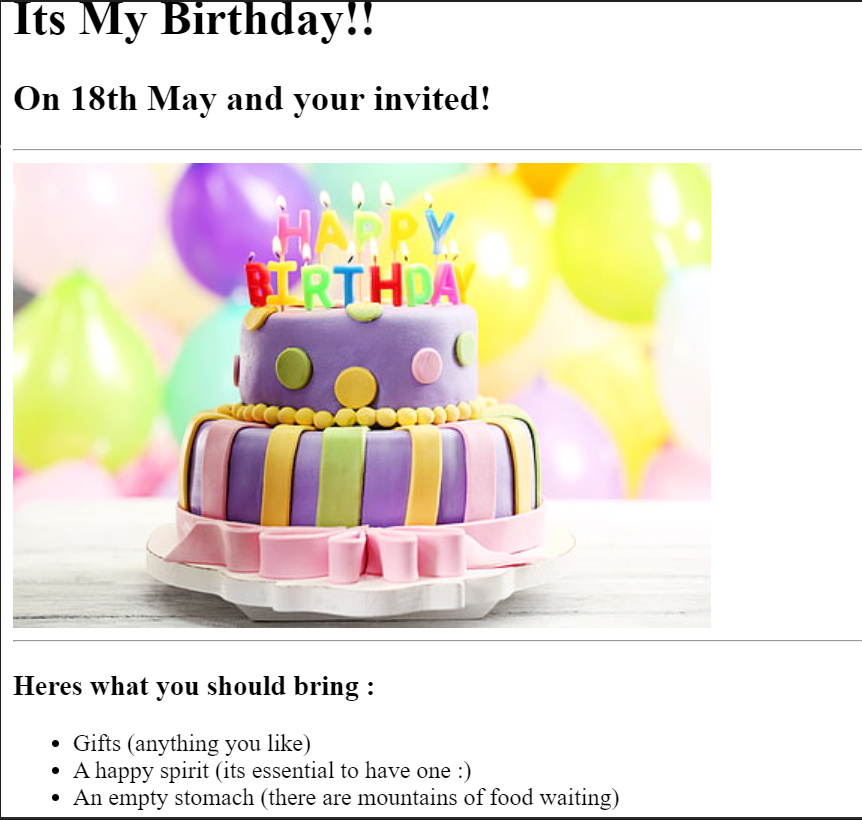 Its My Birthday!!
On 18th May and your invited!
HAPPY
BIRTHDAY
Heres what you should bring :
Gifts (anything you like)
A happy spirit (its essential to have one :)
An empty stomach (there are mountains of food waiting)